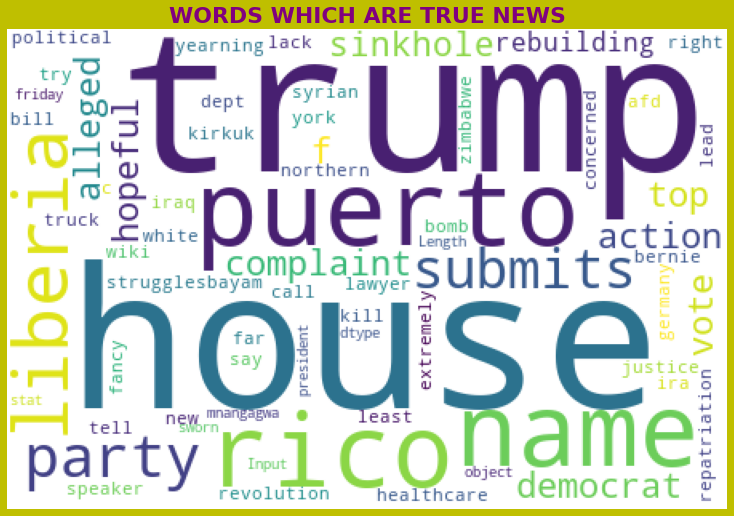 WORDS WHICH ARE TRUE NEWS
political
yearning
lack
sinkhole
rebuilding
right
try
friday
bill
alleged
hopeful
trump
dept
kirkuk
syrian
york
f
northern
zimbabwe
concerned
afd
lead
liberia
c
truck
iraq
white
wiki
puerto
bomb
Length
top
action
bernie
complaint
submits
strugglesbayam
call
lawyer
house
kill
dtype
far
say
president
extremely
germany
vote
fancy
justice
ira
stat
tell
new
mnangagwa
sworn
least
name
repatriation
party
rico
Input
object
speaker
revolution
healthcare
democrat